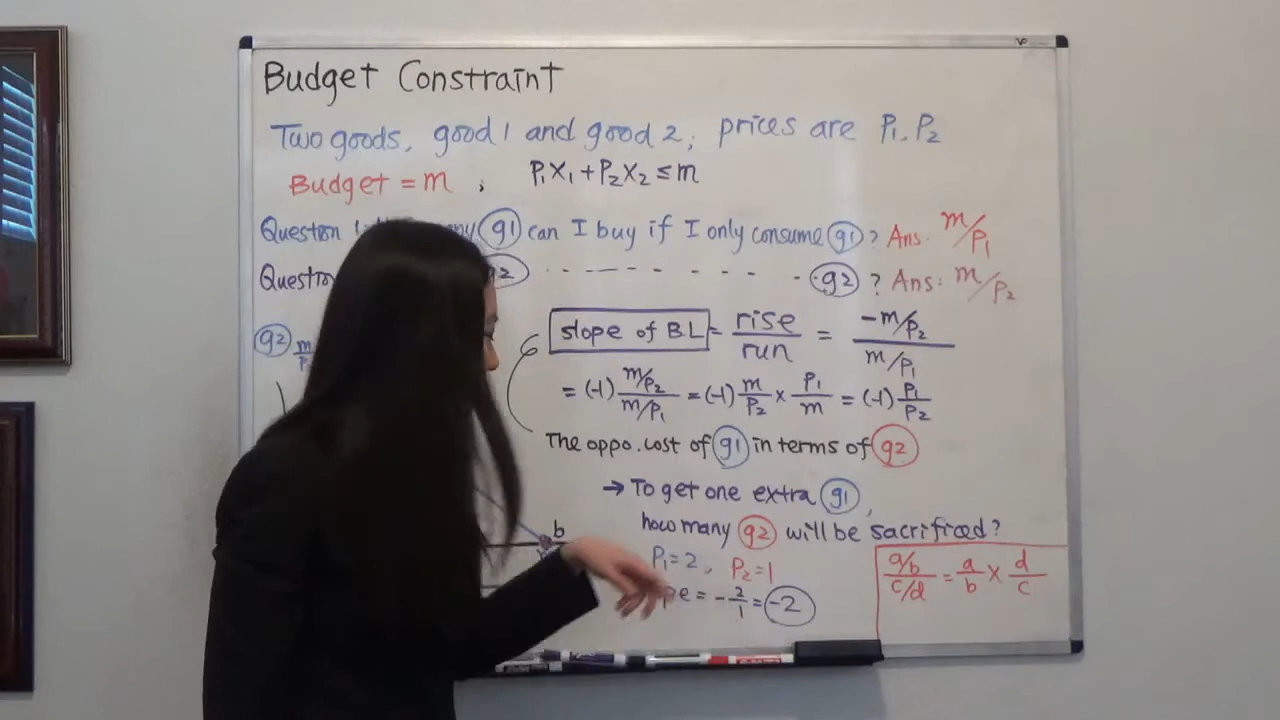 Budget Constraint
Two goods, good 1 and good 2; prices are P₁, P₂
Budget = m ; P₁X₁ + P₂X₂ ≤ m
Question g1 can I buy if I only consume g1 ? Ans: m/P₁
g2 ? Ans: m/P₂
g2
slope of BL = rise/run = (-m/P₂)/(m/P₁)
= (-1) (m/P₂)/(m/P₁) = (-1) m/P₂ × P₁/m = (-1) P₁/P₂
The oppo. cost of g1 in terms of g2
→ To get one extra g1,
how many g2 will be sacrificed?
b
P₁=2, P₂=1
= -2/1 = -2
(a/b)/(c/d) = a/b × d/c